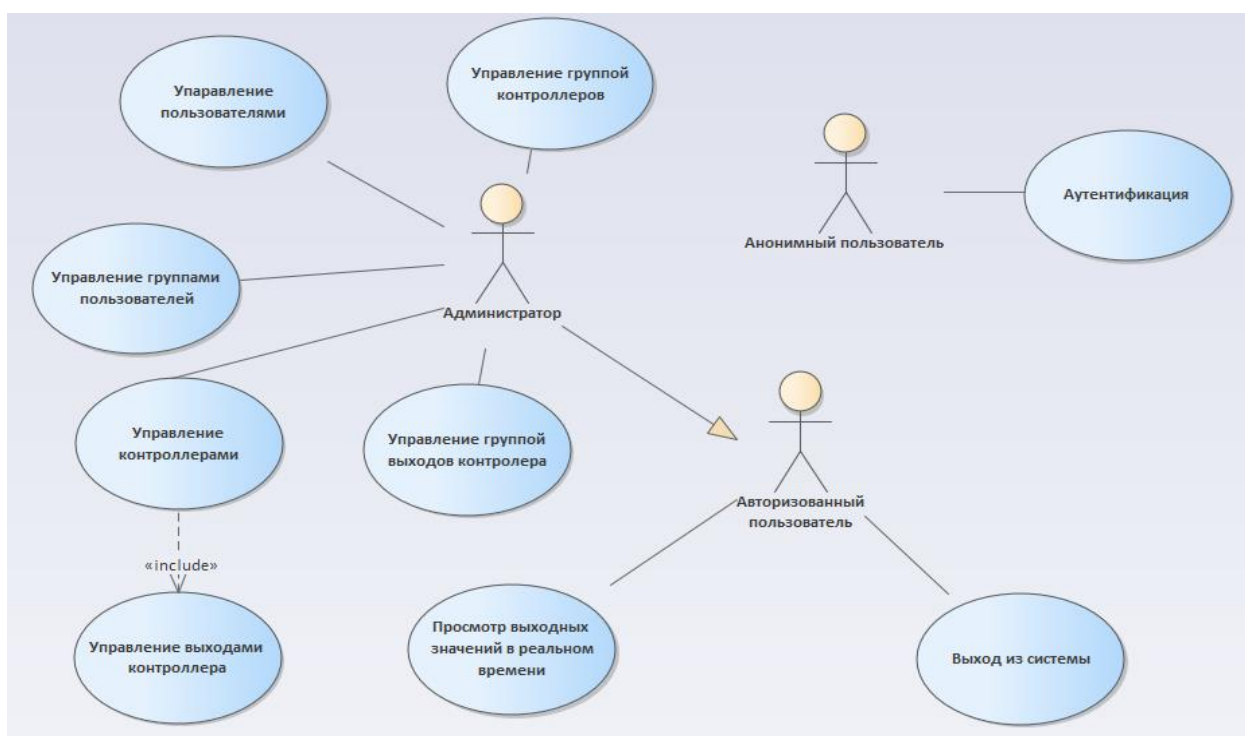 Упаравление
пользователями
Управление группой
контроллеров
Аутентификация
Анонимный пользователь
Управление группами
пользователей
Администратор
Управление
контроллерами
Управление группой
выходов контролера
Авторизованный
пользователь
«include»
Управление выходами
контроллера
Просмотр выходных
значений в реальном
времени
Выход из системы